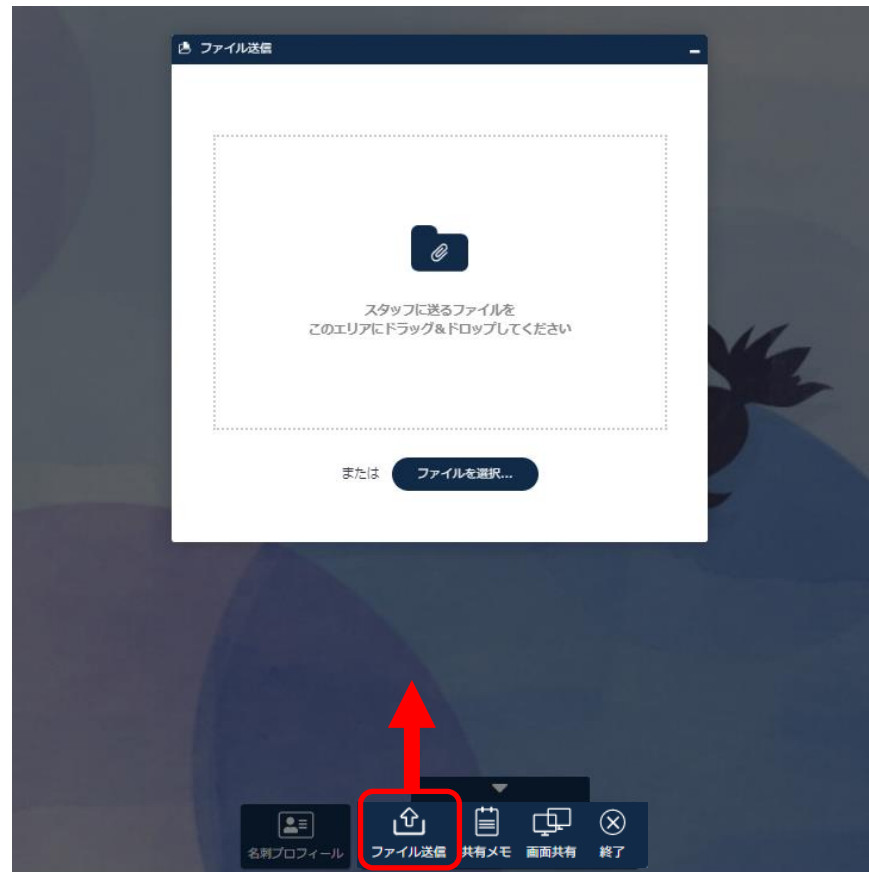 ファイル送信
スタッフに送るファイルを
このエリアにドラッグ&ドロップしてください
または
ファイルを選択...
名刺プロフィール
ファイル送信
共有メモ
画面共有
終了